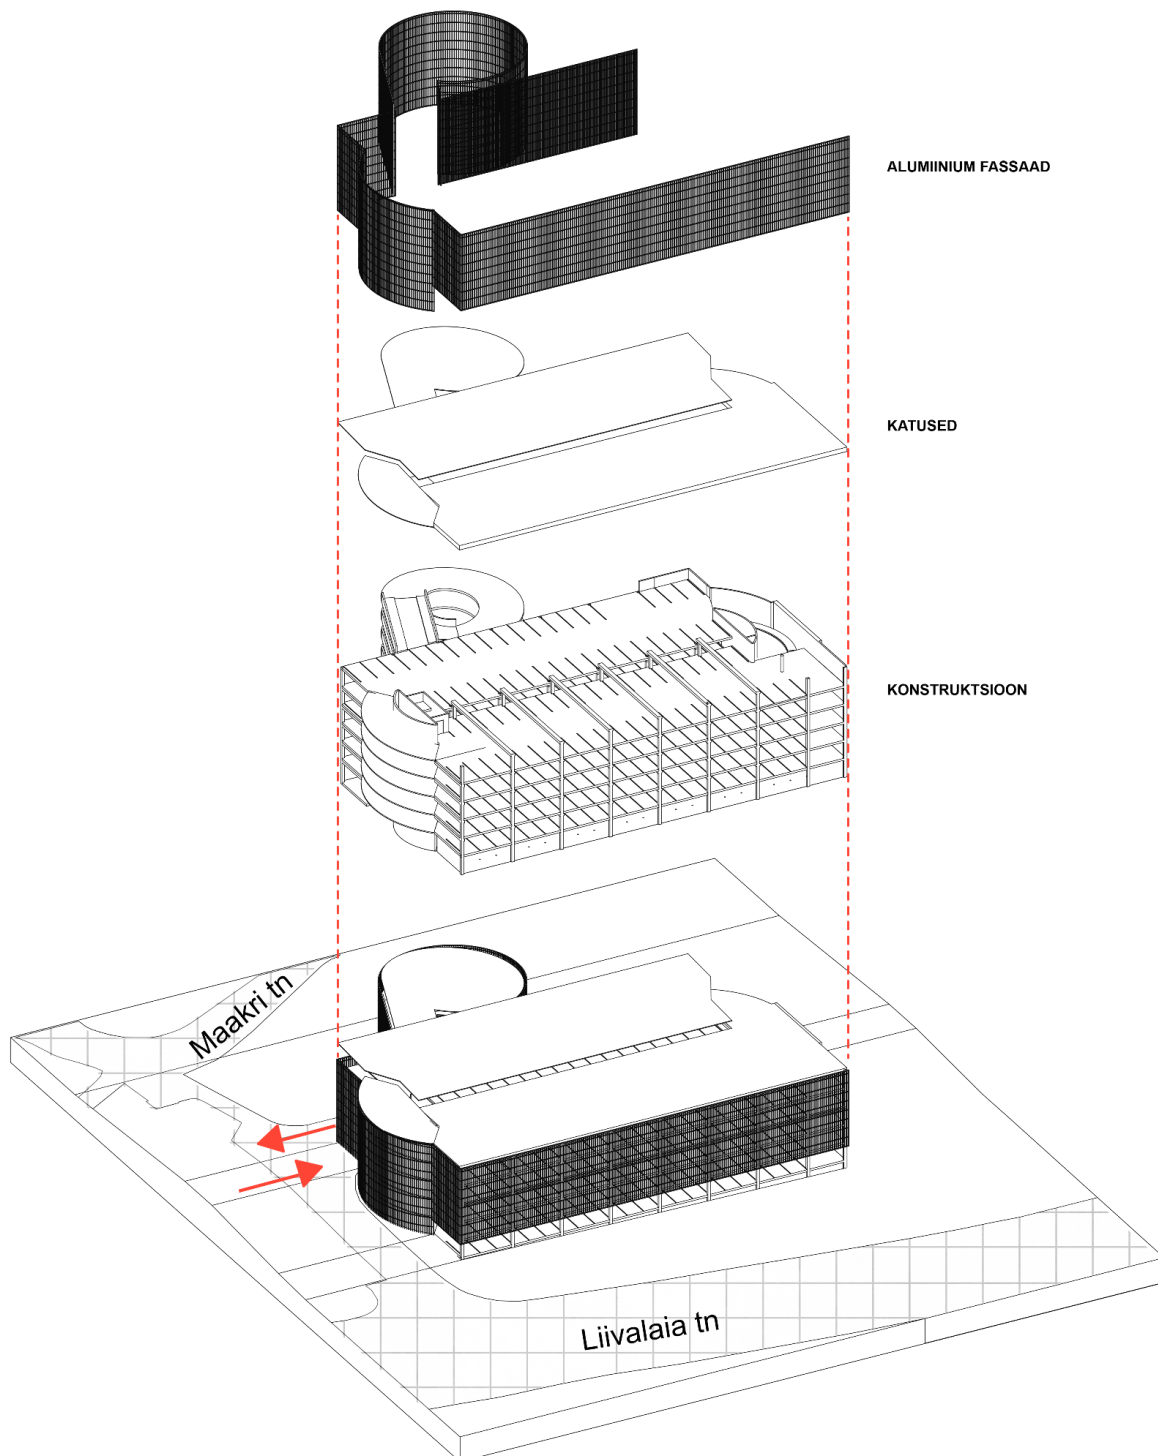 ALUMIINIUM FASSAAD
KATUSED
KONSTRUKTSIOON
Maakri tn
Liivalaia tn